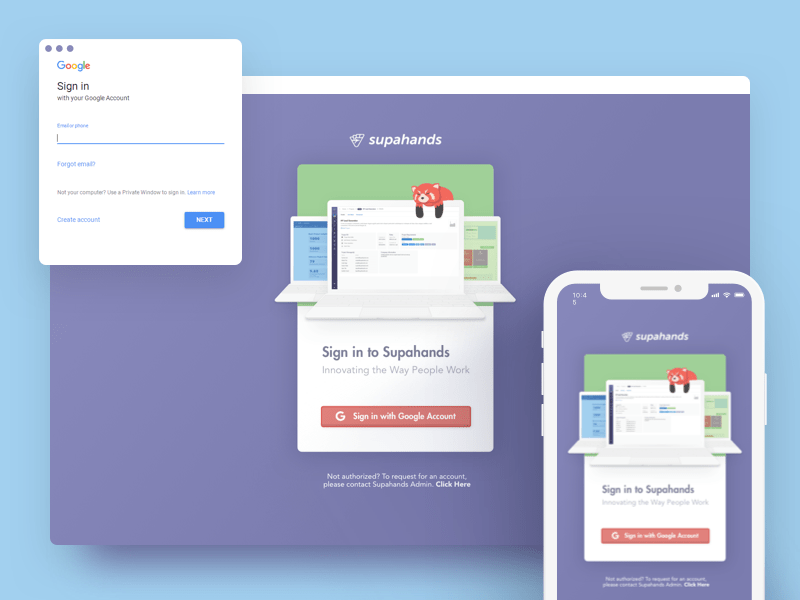 Google
Sign in
with your Google Account
Email or phone
Forgot email?
Not your computer? Use a Private Window to sign in. Learn more
Create account
NEXT
supahands
Sign in to Supahands
Innovating the Way People Work
G Sign in with Google Account
Not authorized? To request for an account,
please contact Supahands Admin. Click Here
10:4
5
supahands
Sign in to Supahands
Innovating the Way People Work
G Sign in with Google Account
Not authorized? To request for an account,
please contact Supahands Admin. Click Here